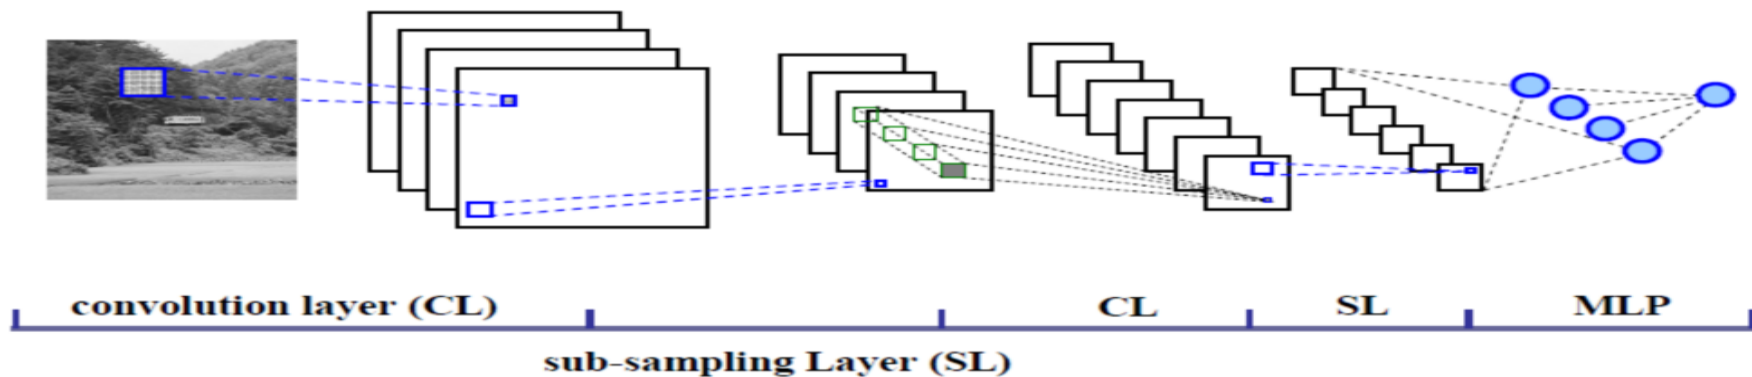 convolution layer (CL)
CL
SL
MLP
sub-sampling Layer (SL)